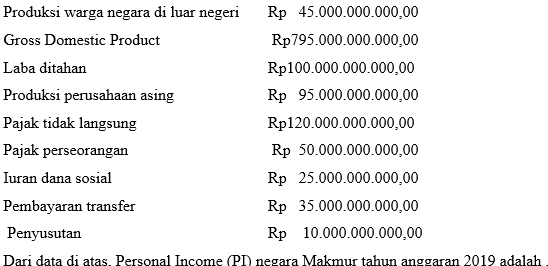 Produksi warga negara di luar negeri Rp 45.000.000.000,00
Gross Domestic Product Rp795.000.000.000,00
Laba ditahan Rp100.000.000.000,00
Produksi perusahaan asing Rp 95.000.000.000,00
Pajak tidak langsung Rp120.000.000.000,00
Pajak perseorangan Rp 50.000.000.000,00
Iuran dana sosial Rp 25.000.000.000,00
Pembayaran transfer Rp 35.000.000.000,00
Penyusutan Rp 10.000.000.000,00
Dari data di atas, Personal Income (PI) negara Makmur tahun anggaran 2019 adalah .